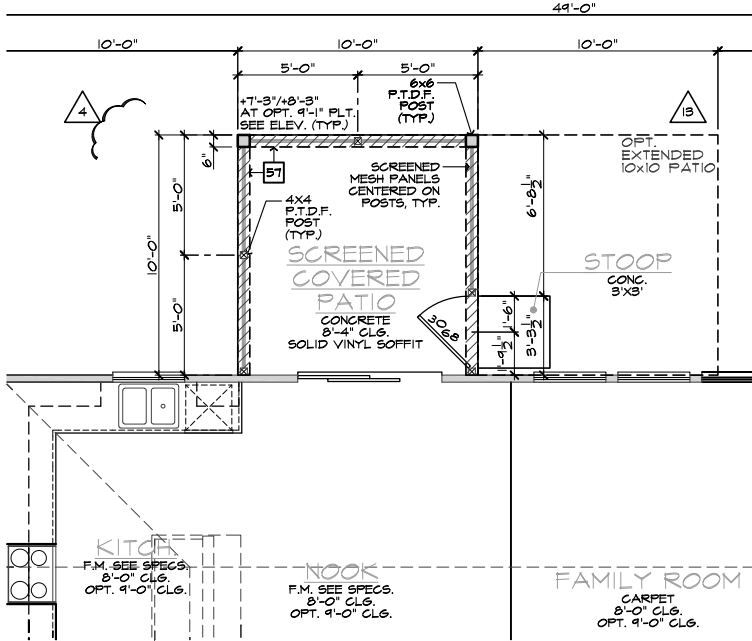 49'-0"
10'-0"
10'-0"
10'-0"
5'-0"
5'-0"
6x6
P.T.D.F.
POST
(TYP.)
+7'-3"/+8'-3"
AT OPT. 9'-1" PLT.
SEE ELEV. (TYP.)
4
13
OPT.
EXTENDED
10x10 PATIO
6"
57
SCREENED
MESH PANELS
CENTERED ON
POSTS, TYP.
5'-0"
10'-0"
5'-0"
4X4
P.T.D.F.
POST
(TYP.)
6'-8 1/2"
SCREENED
COVERED
PATIO
CONCRETE
8'-4" CLG.
SOLID VINYL SOFFIT
STOOP
CONC.
3'X3'
3068
1'-6"
3'-3 1/2"
1'-9 1/2"
KITCH
F.M. SEE SPECS.
8'-0" CLG.
OPT. 9'-0" CLG.
NOOK
F.M. SEE SPECS.
8'-0" CLG.
OPT. 9'-0" CLG.
FAMILY ROOM
CARPET
8'-0" CLG.
OPT. 9'-0" CLG.